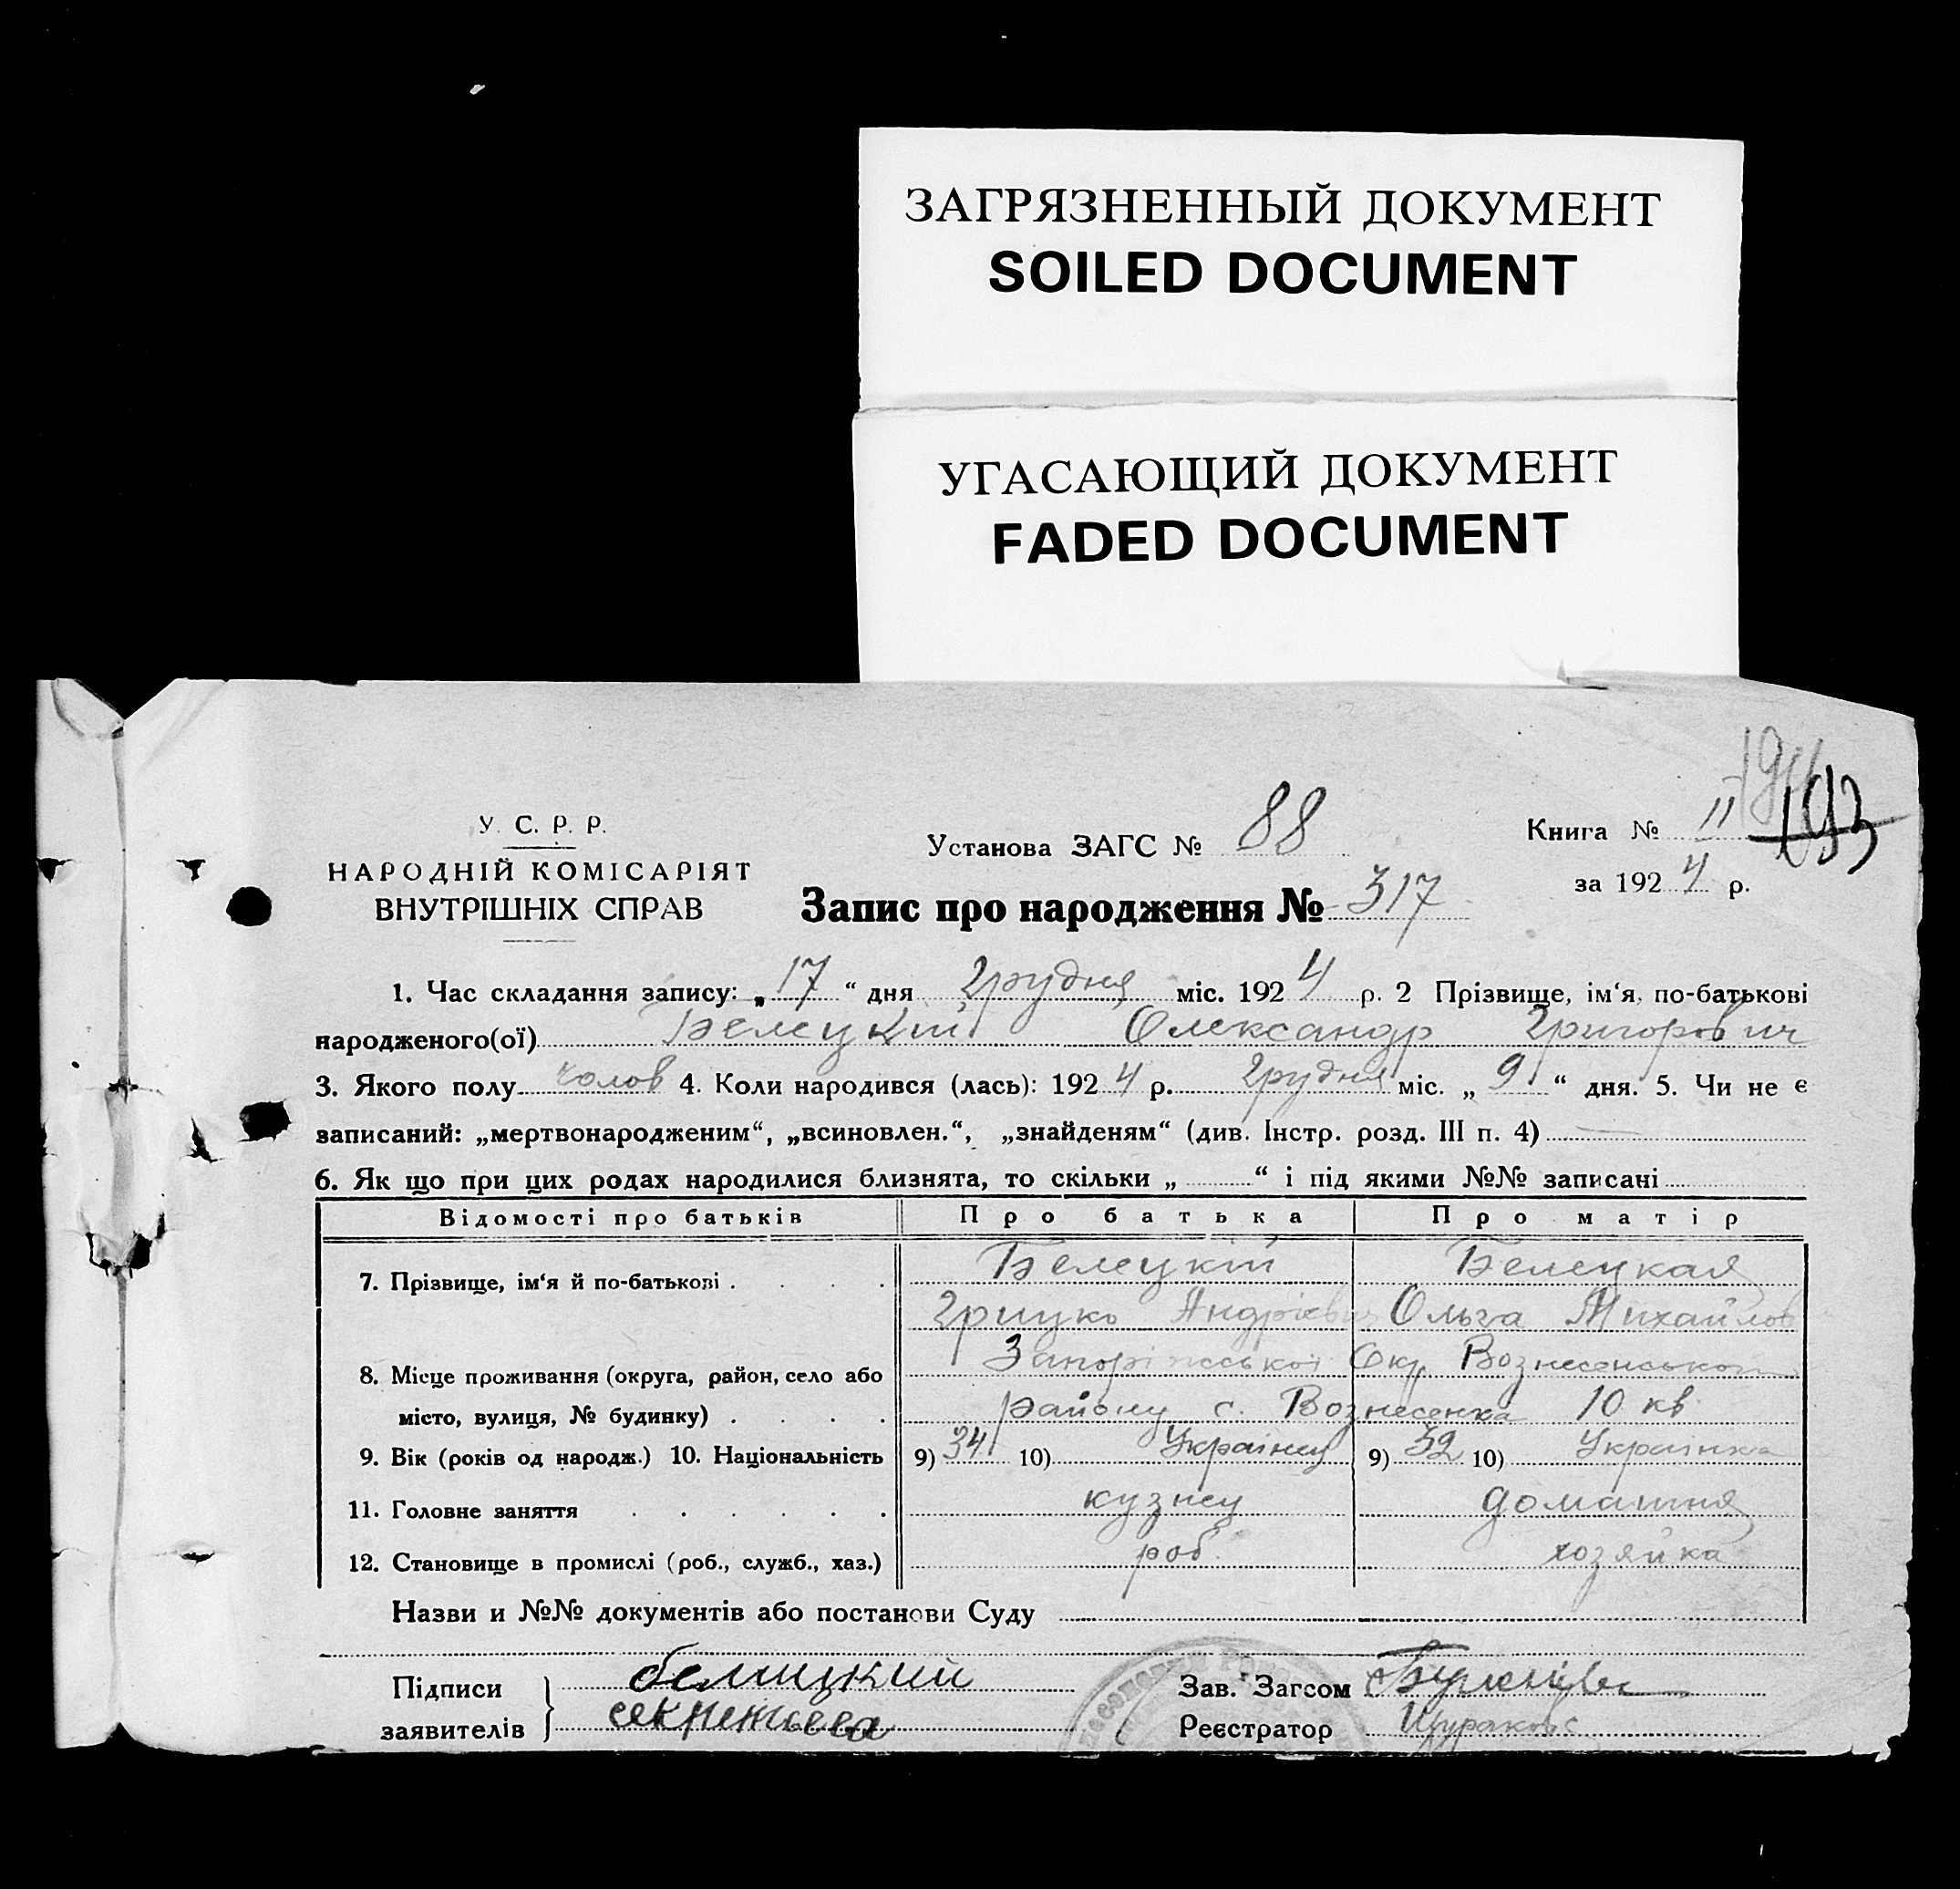 ЗАГРЯЗНЕННЫЙ ДОКУМЕНТ
SOILED DOCUMENT
УГАСАЮЩИЙ ДОКУМЕНТ
FADED DOCUMENT
193
У. С. Р. Р.
НАРОДНІЙ КОМІСАРІЯТ
ВНУТРІШНІХ СПРАВ
Установа ЗАГС № 88
Книга № II
за 1924 р.
Запис про народження № 317
1. Час складання запису: „17“ дня Грудня міс. 1924 р. 2 Прізвище, ім‘я, по-батькові
народженого(ої) Белецкій Олександр Григорович
3. Якого полу чолов 4. Коли народився (лась): 1924 р. Грудня міс. „9“ дня. 5. Чи не є
записаний: „мертвонародженим“, „всиновлен.“, „знайденям“ (див. Інстр. розд. III п. 4)
6. Як що при цих родах народилися близнята, то скільки „ “ і під якими №№ записані
Відомості про батьків Про батька Про матір
7. Прізвище, ім‘я й по-батькові . . . . Белецкій Белецкая
Грицко Андріевич Ольга Михайлов
8. Місце проживання (округа, район, село або Запоріжської Окр. Вознесенського
місто, вулиця, № будинку) . . . . району с. Вознесенка 10 кв
9. Вік (років од народж.) 10. Національність 9) 34 10) Українец 9) 32 10) Українка
11. Головне заняття . . . . . . кузнец домашня
12. Становище в промислі (роб., служб., хаз.) роб. хозяйка
Назви и №№ документів або постанови Суду
Підписи белицкий Зав. Загсом
заявителів Реєстратор